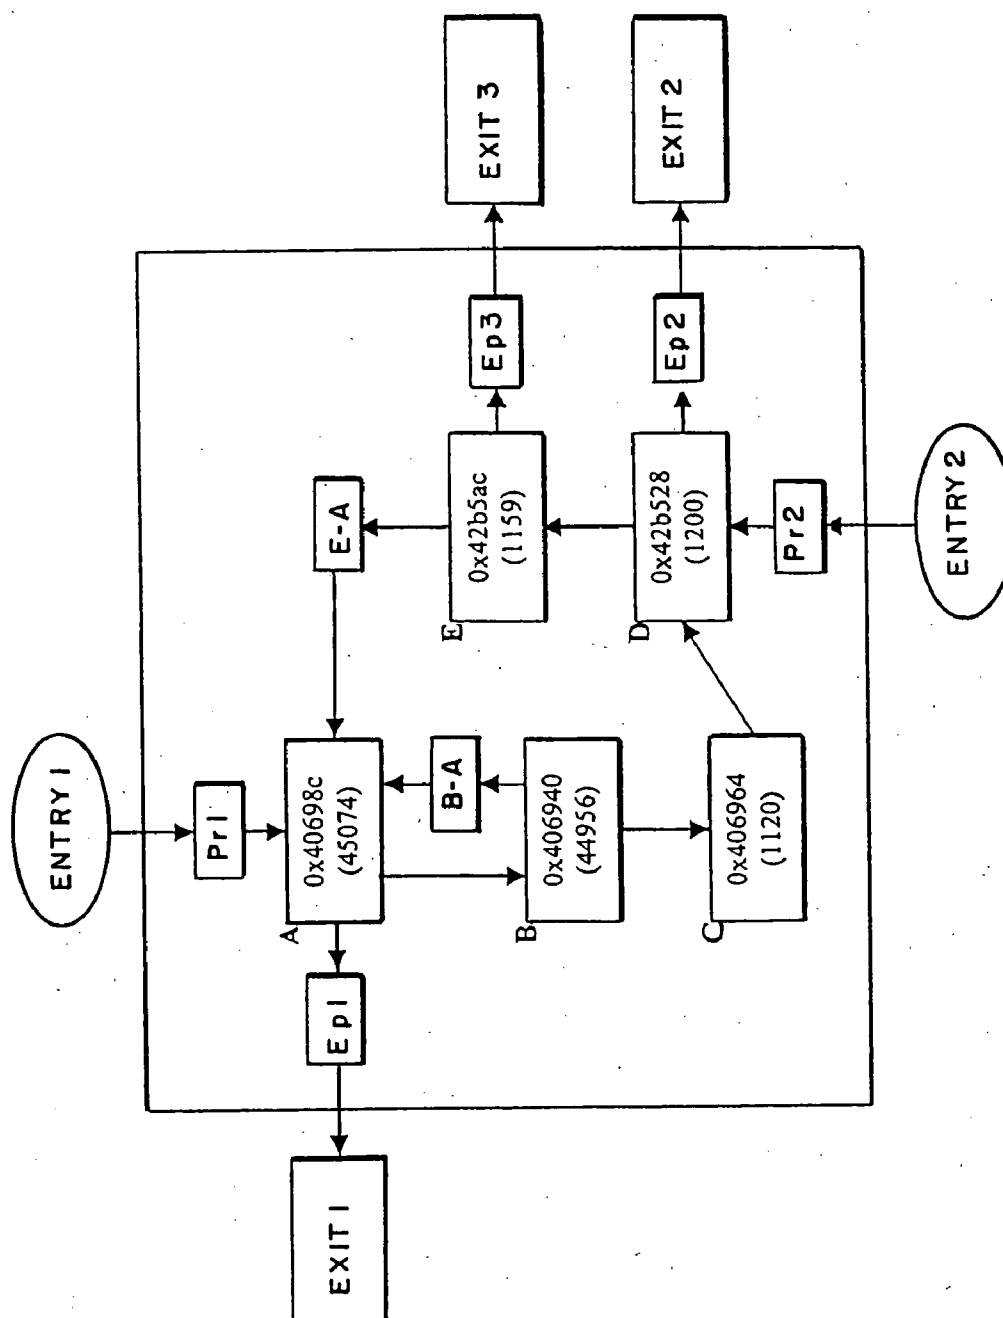 ENTRY 1
Pr1
A
0x40698c
(45074)
Ep1
EXIT 1
B-A
B
0x406940
(44956)
C
0x406964
(1120)
E-A
E
0x42b5ac
(1159)
Ep3
EXIT 3
D
0x42b528
(1200)
Ep2
EXIT 2
Pr2
ENTRY 2